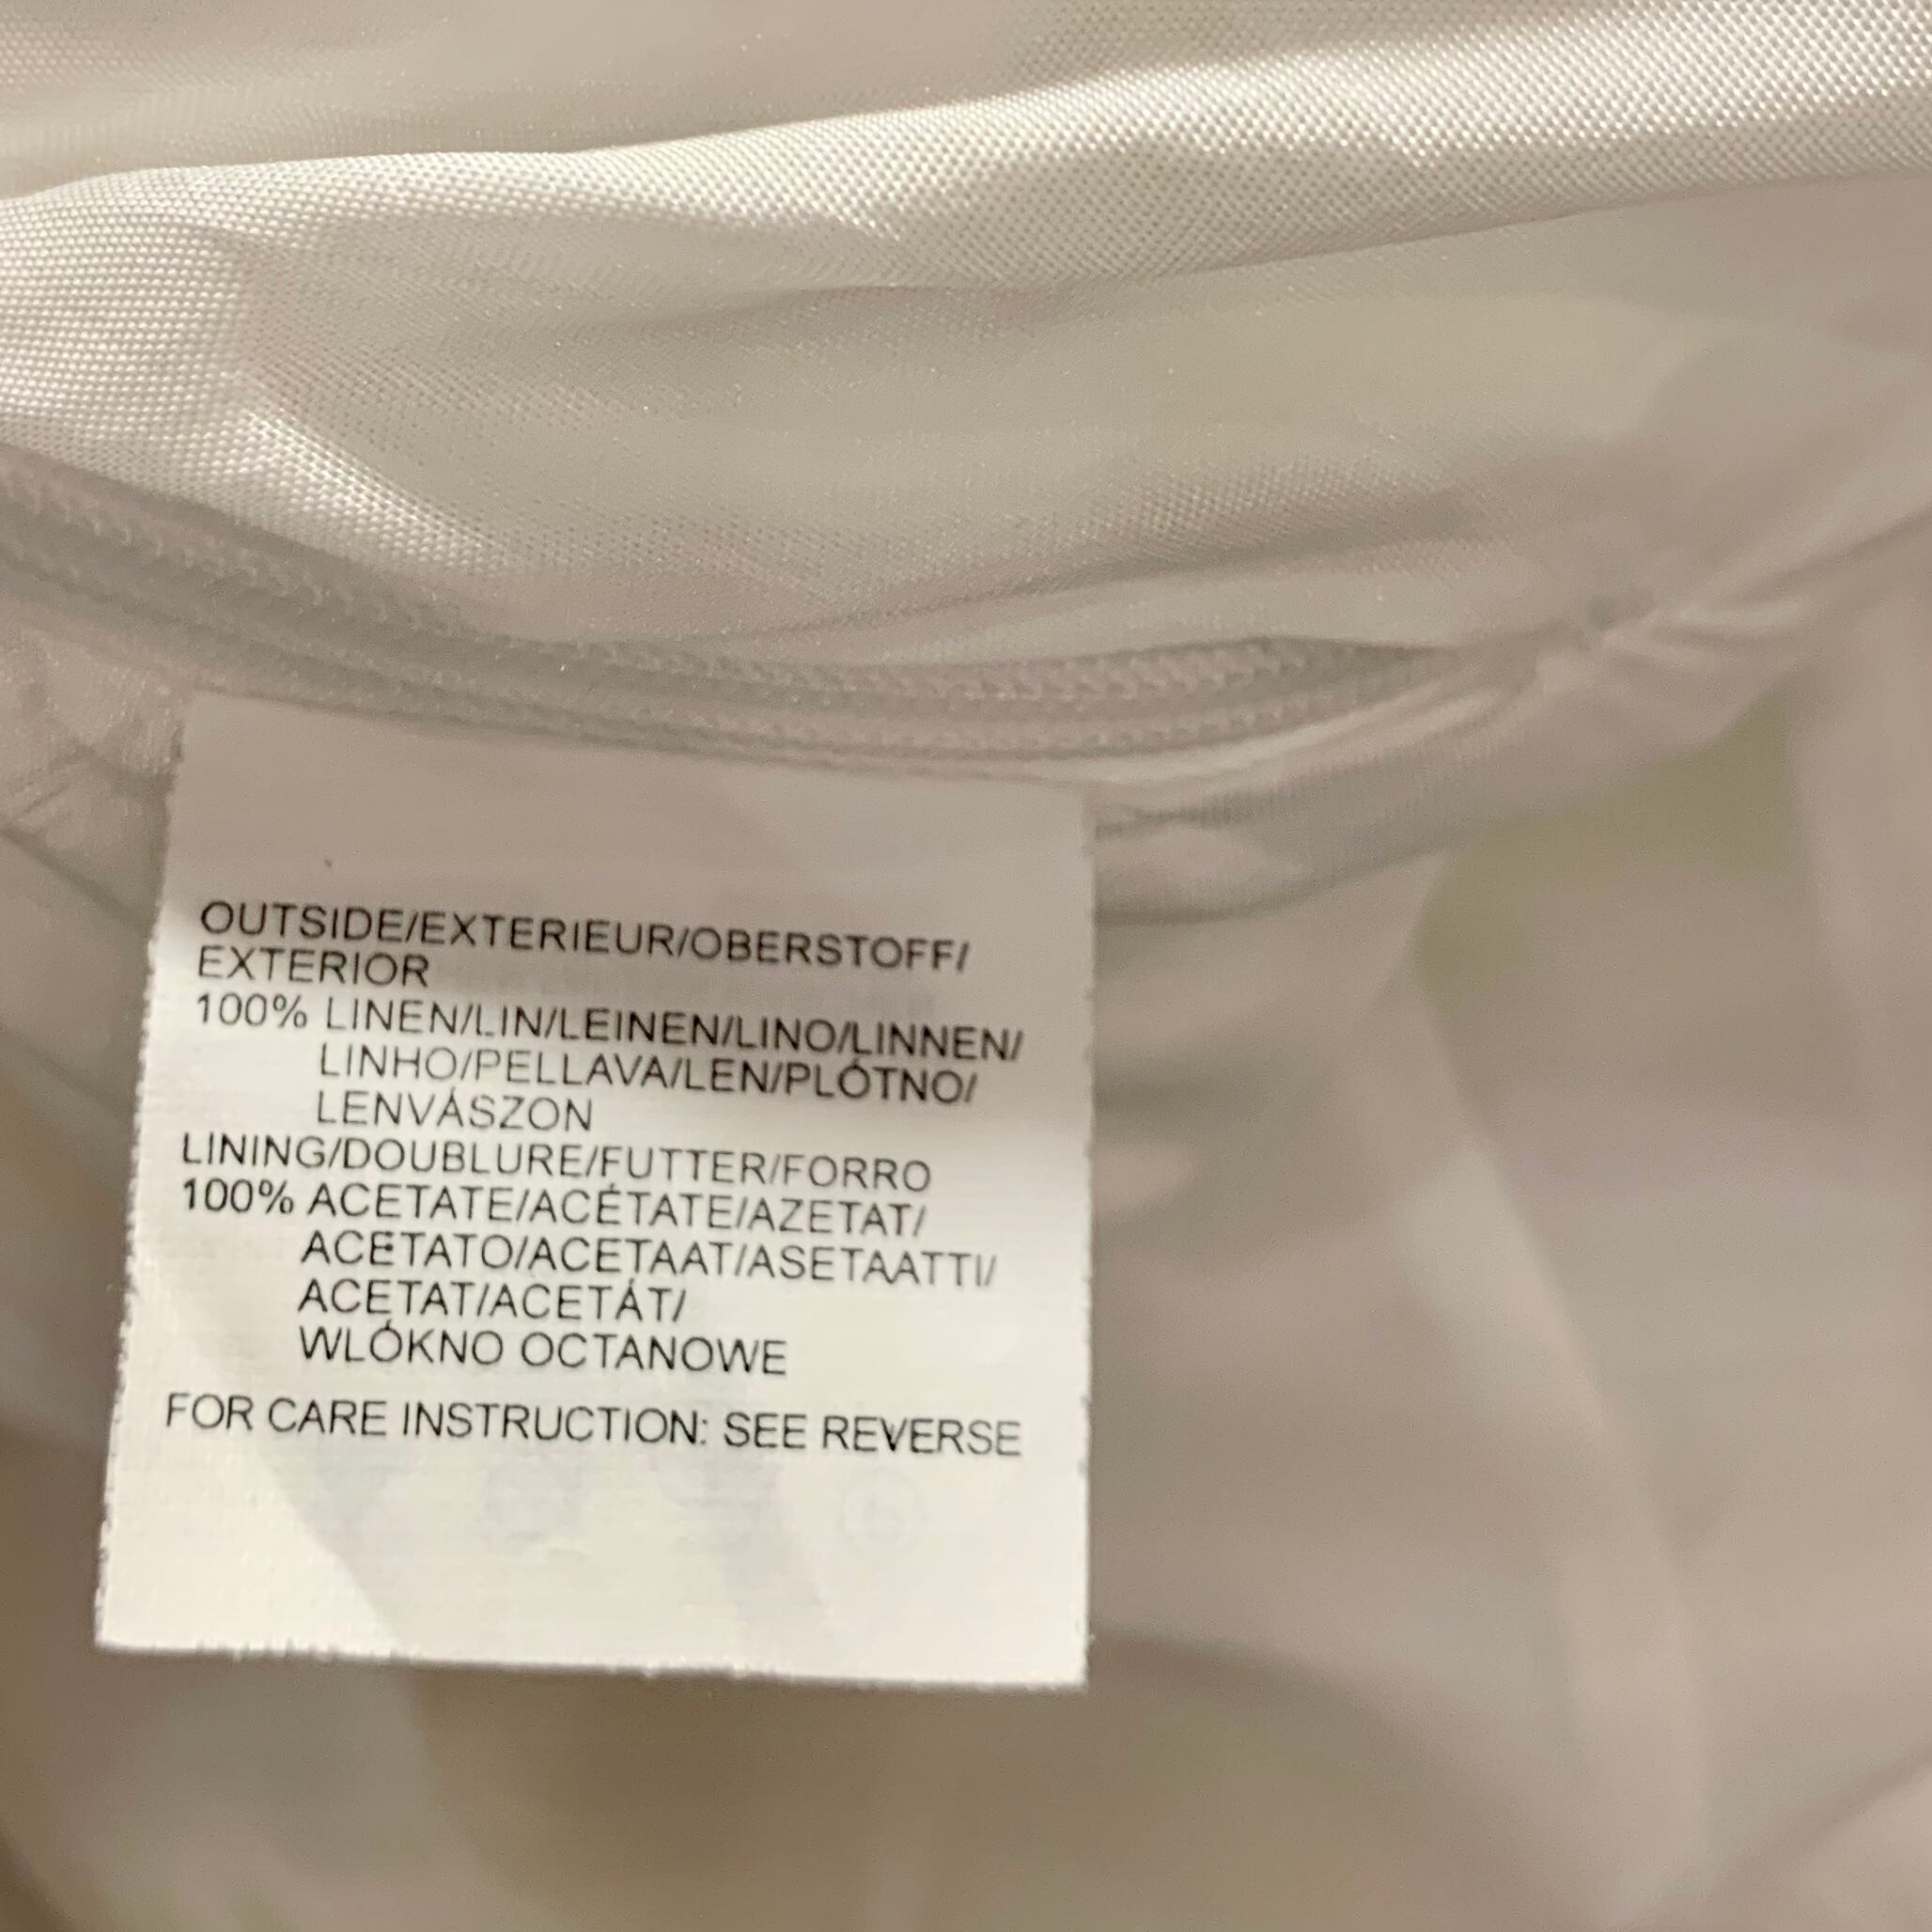 OUTSIDE/EXTERIEUR/OBERSTOFF/
EXTERIOR
100% LINEN/LIN/LEINEN/LINO/LINNEN/
LINHO/PELLAVA/LEN/PLÓTNO/
LENVÁSZON
LINING/DOUBLURE/FUTTER/FORRO
100% ACETATE/ACÉTATE/AZETAT/
ACETATO/ACETAAT/ASETAATTI/
ACETAT/ACETÁT/
WLÓKNO OCTANOWE
FOR CARE INSTRUCTION: SEE REVERSE